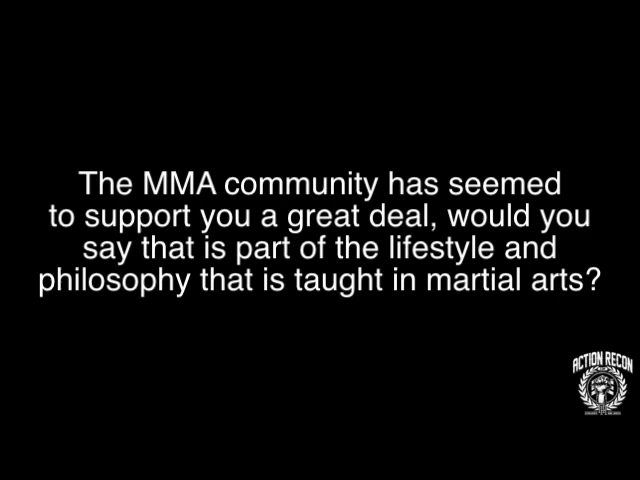 The MMA community has seemed
to support you a great deal, would you
say that is part of the lifestyle and
philosophy that is taught in martial arts?
ACTION RECON